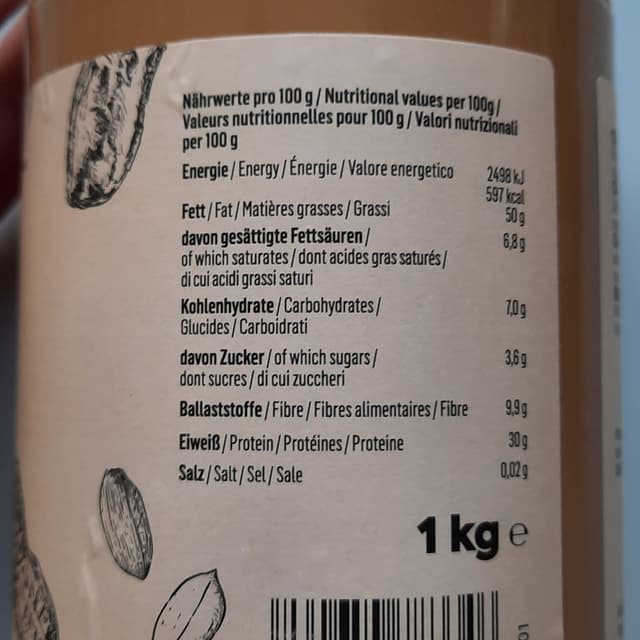 Nährwerte pro 100 g / Nutritional values per 100g /
Valeurs nutritionnelles pour 100 g / Valori nutrizionali
per 100 g
Energie / Energy / Énergie / Valore energetico 2498 kJ
597 kcal
Fett / Fat / Matières grasses / Grassi 50 g
davon gesättigte Fettsäuren / 6,8 g
of which saturates / dont acides gras saturés /
di cui acidi grassi saturi
Kohlenhydrate / Carbohydrates / 7,0 g
Glucides / Carboidrati
davon Zucker / of which sugars / 3,6 g
dont sucres / di cui zuccheri
Ballaststoffe / Fibre / Fibres alimentaires / Fibre 9,9 g
Eiweiß / Protein / Protéines / Proteine 30 g
Salz / Salt / Sel / Sale 0,02 g
1 kg e
01